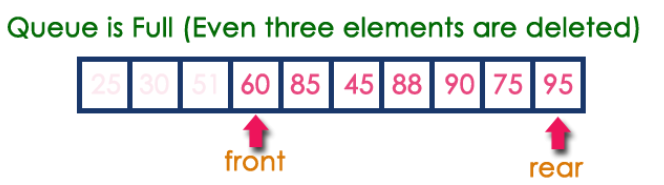 Queue is Full (Even three elements are deleted)
25 30 51 60 85 45 88 90 75 95
front rear